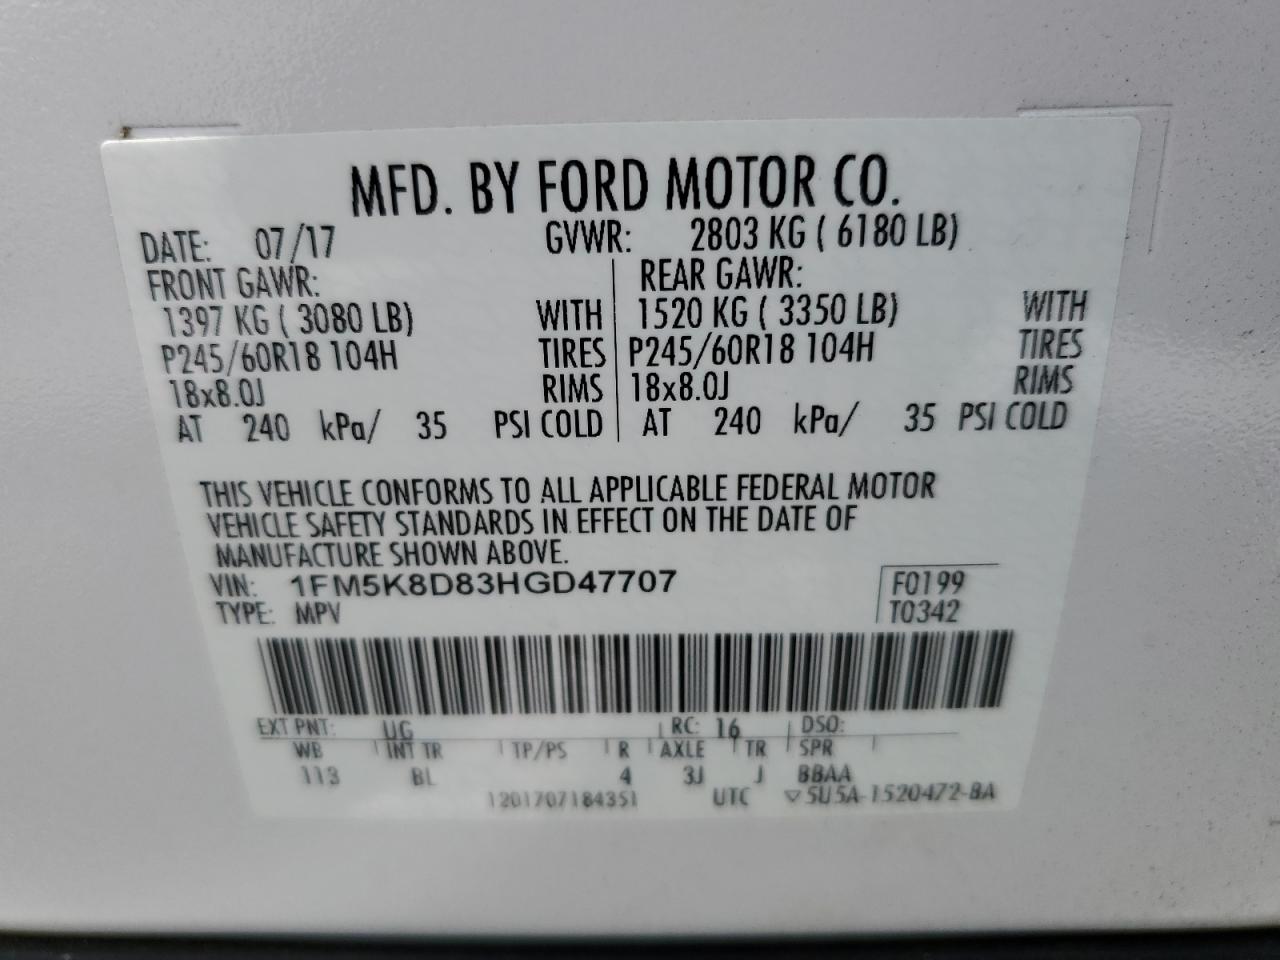 MFD. BY FORD MOTOR CO.
DATE: 07/17 GVWR: 2803 KG ( 6180 LB)
FRONT GAWR: REAR GAWR:
1397 KG ( 3080 LB) WITH 1520 KG ( 3350 LB) WITH
P245/60R18 104H TIRES P245/60R18 104H TIRES
18x8.0J RIMS 18x8.0J RIMS
AT 240 kPa/ 35 PSI COLD AT 240 kPa/ 35 PSI COLD
THIS VEHICLE CONFORMS TO ALL APPLICABLE FEDERAL MOTOR
VEHICLE SAFETY STANDARDS IN EFFECT ON THE DATE OF
MANUFACTURE SHOWN ABOVE.
VIN: 1FM5K8D83HGD47707 F0199
TYPE: MPV T0342
EXT PNT: UG RC: 16 DSO:
WB INT TR TP/PS R AXLE TR SPR
113 BL 4 3J J BBAA
1201707184351 UTC ▽5U5A-1520472-BA